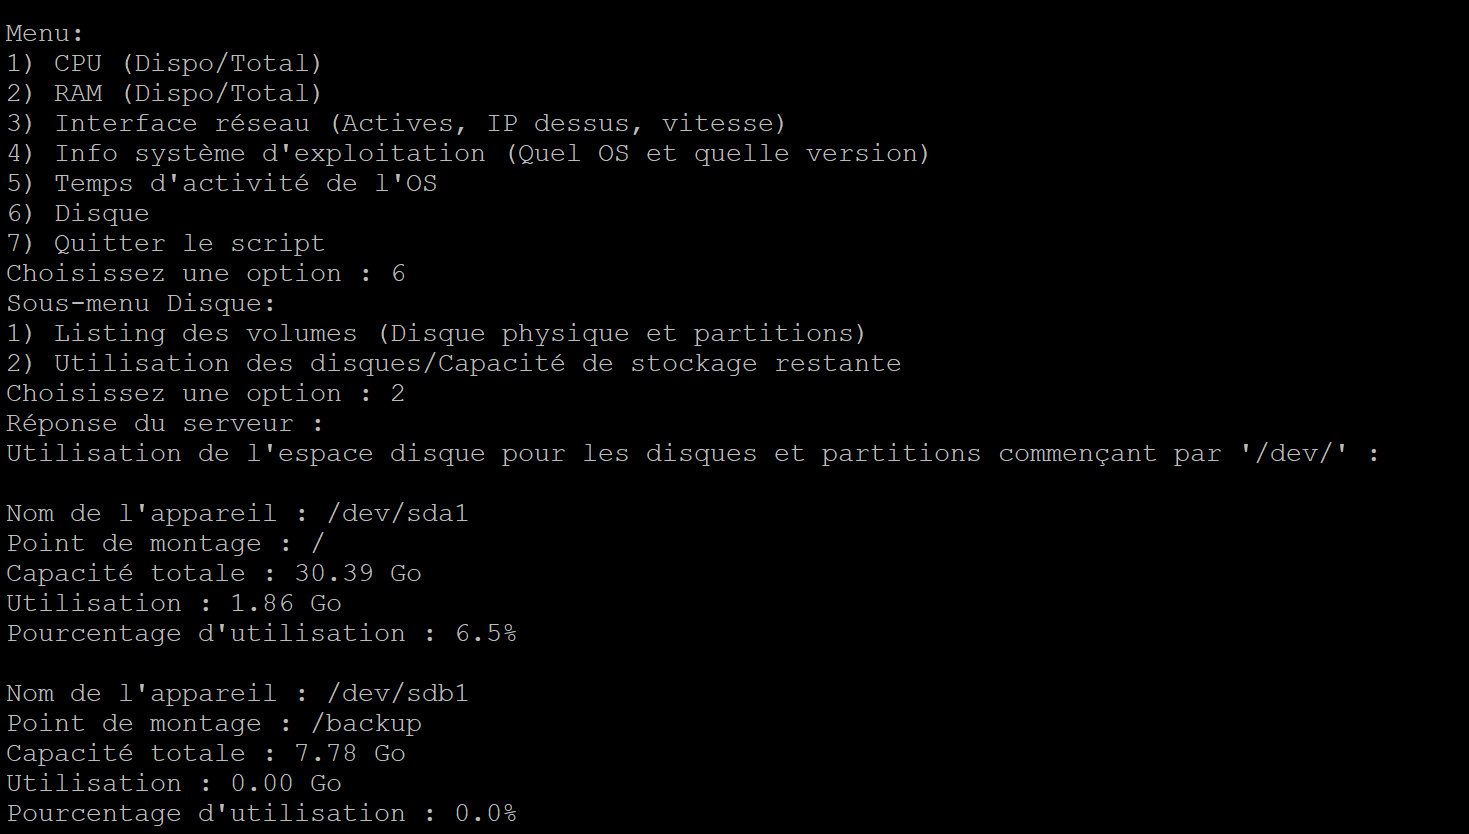 Menu:
1) CPU (Dispo/Total)
2) RAM (Dispo/Total)
3) Interface réseau (Actives, IP dessus, vitesse)
4) Info système d'exploitation (Quel OS et quelle version)
5) Temps d'activité de l'OS
6) Disque
7) Quitter le script
Choisissez une option : 6
Sous-menu Disque:
1) Listing des volumes (Disque physique et partitions)
2) Utilisation des disques/Capacité de stockage restante
Choisissez une option : 2
Réponse du serveur :
Utilisation de l'espace disque pour les disques et partitions commençant par '/dev/' :
Nom de l'appareil : /dev/sda1
Point de montage : /
Capacité totale : 30.39 Go
Utilisation : 1.86 Go
Pourcentage d'utilisation : 6.5%
Nom de l'appareil : /dev/sdb1
Point de montage : /backup
Capacité totale : 7.78 Go
Utilisation : 0.00 Go
Pourcentage d'utilisation : 0.0%